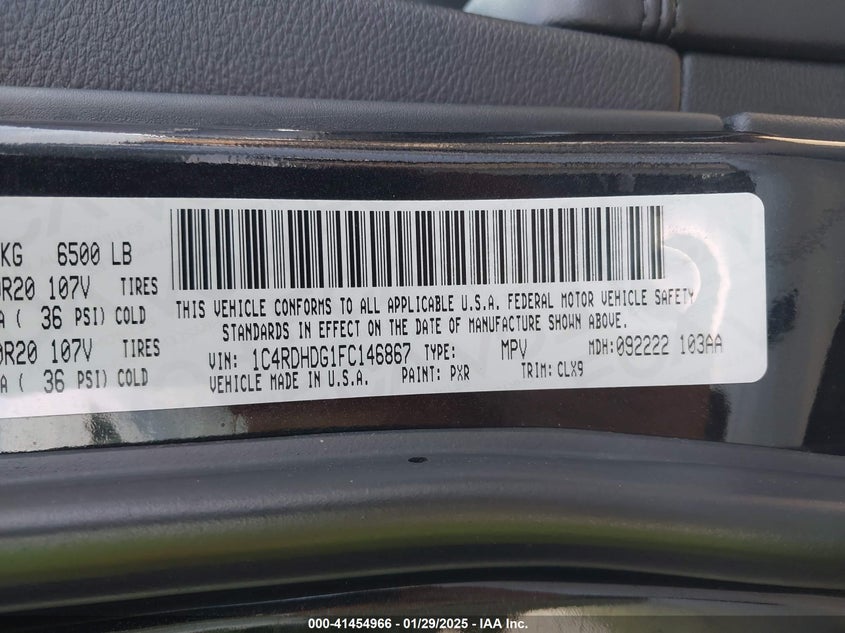 KG 6500 LB
R20 107V TIRES
A ( 36 PSI) COLD
R20 107V TIRES
A ( 36 PSI) COLD
THIS VEHICLE CONFORMS TO ALL APPLICABLE U.S.A. FEDERAL MOTOR VEHICLE SAFETY
STANDARDS IN EFFECT ON THE DATE OF MANUFACTURE SHOWN ABOVE.
VIN: 1C4RDHDG1FC146867 TYPE: MPV MDH:092222 103AA
VEHICLE MADE IN U.S.A. PAINT: PXR TRIM: CLX9
000-41454966 | 01/29/2025 | IAA Inc.